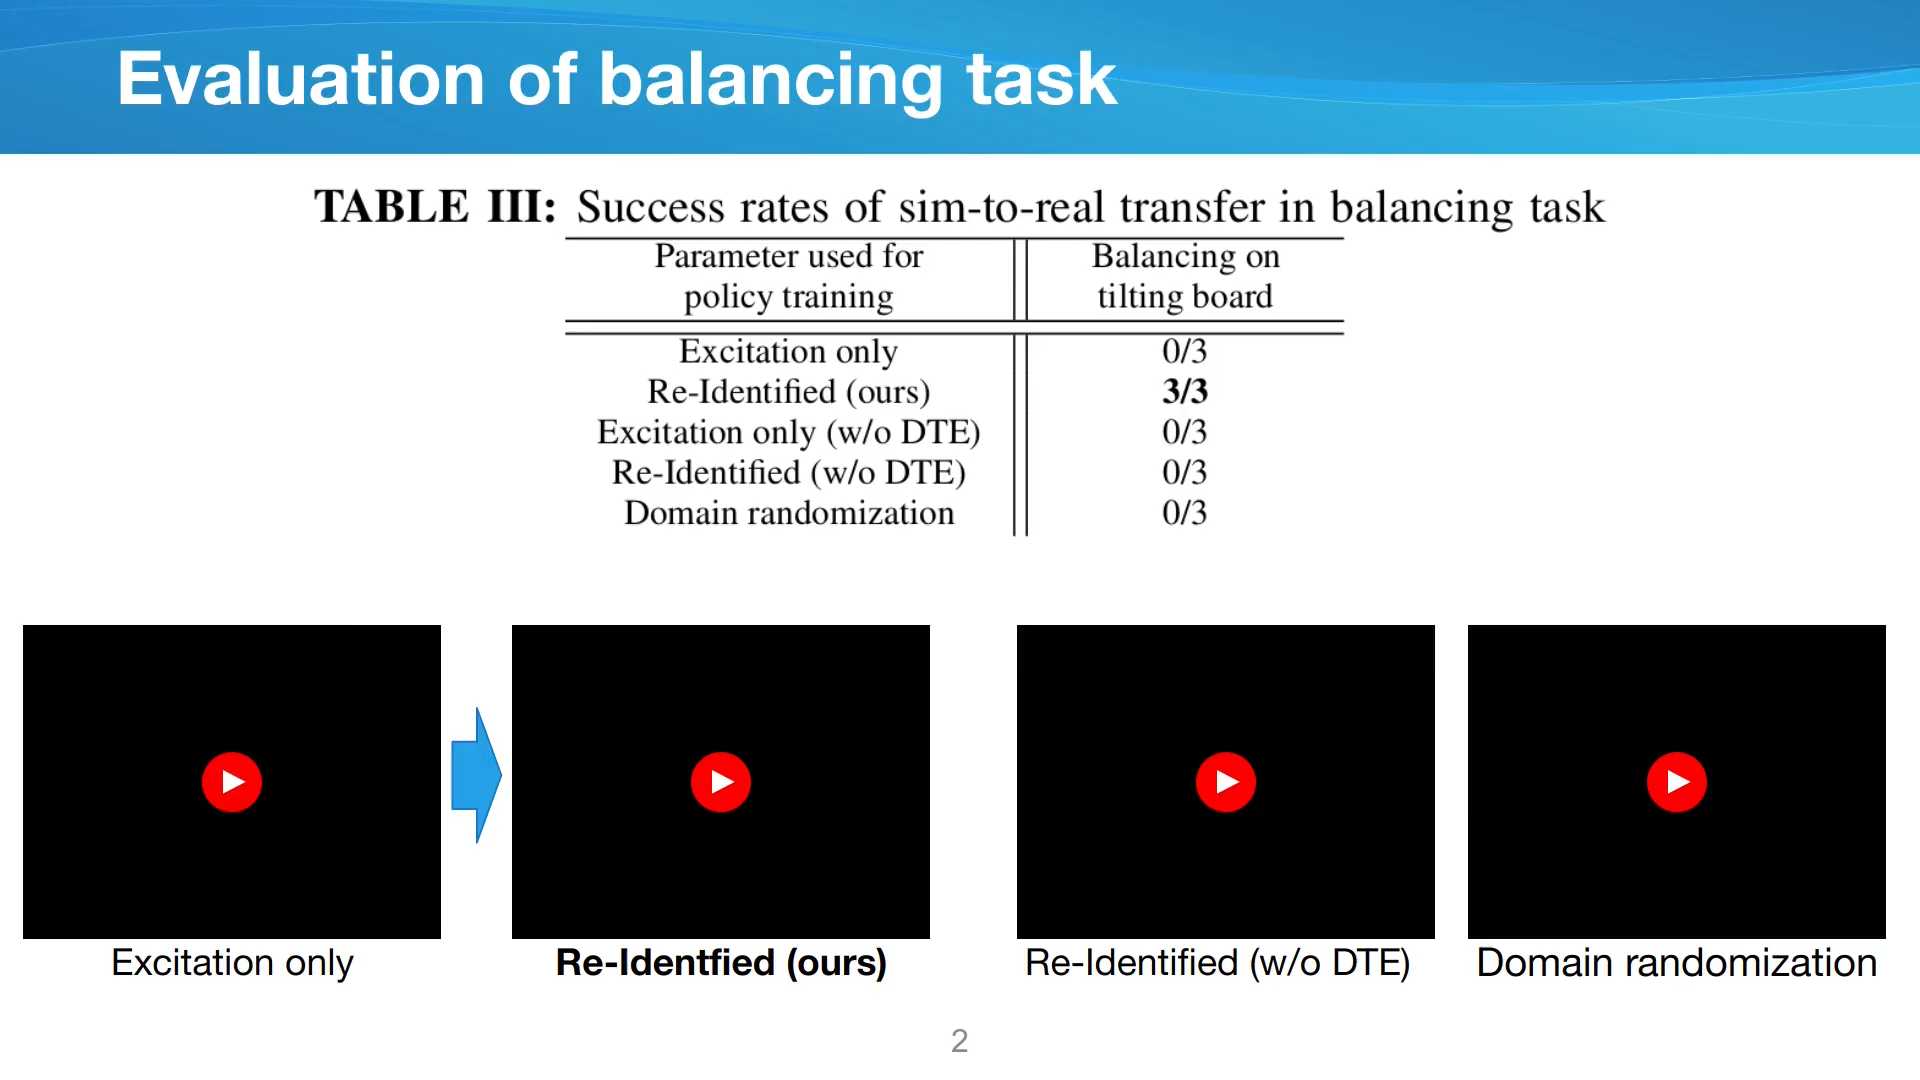 Evaluation of balancing task
TABLE III: Success rates of sim-to-real transfer in balancing task
Parameter used for policy training
Balancing on tilting board
Excitation only 0/3
Re-Identified (ours) 3/3
Excitation only (w/o DTE) 0/3
Re-Identified (w/o DTE) 0/3
Domain randomization 0/3
Excitation only
Re-Identfied (ours)
Re-Identified (w/o DTE)
Domain randomization
2